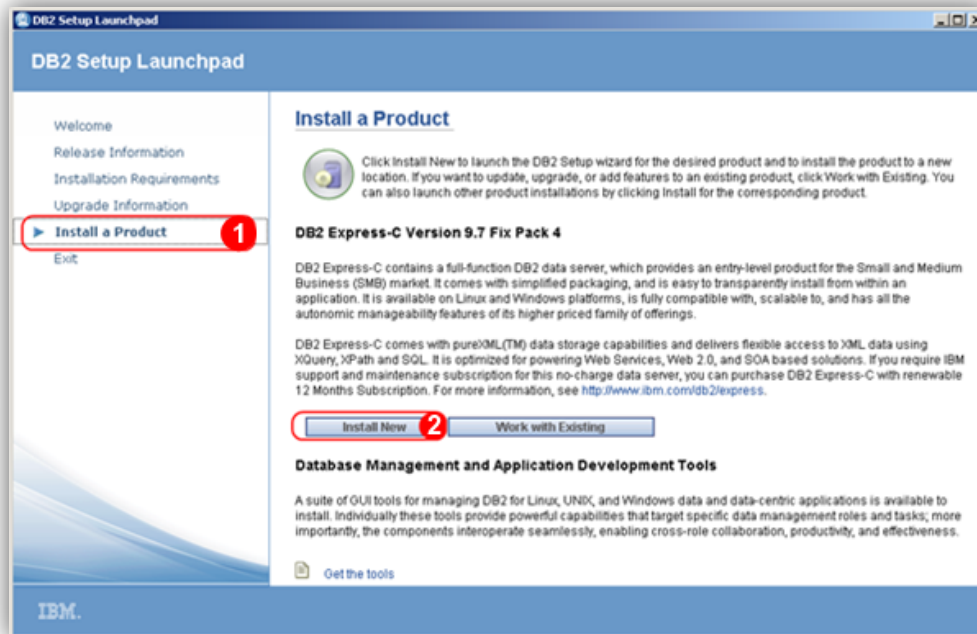 DB2 Setup Launchpad
DB2 Setup Launchpad
Welcome
Release Information
Installation Requirements
Upgrade Information
Install a Product 1
Exit
Install a Product
Click Install New to launch the DB2 Setup wizard for the desired product and to install the product to a new
location. If you want to update, upgrade, or add features to an existing product, click Work with Existing. You
can also launch other product installations by clicking Install for the corresponding product.
DB2 Express-C Version 9.7 Fix Pack 4
DB2 Express-C contains a full-function DB2 data server, which provides an entry-level product for the Small and Medium
Business (SMB) market. It comes with simplified packaging, and is easy to transparently install from within an
application. It is available on Linux and Windows platforms, is fully compatible with, scalable to, and has all the
autonomic manageability features of its higher priced family of offerings.
DB2 Express-C comes with pureXML(TM) data storage capabilities and delivers flexible access to XML data using
XQuery, XPath and SQL. It is optimized for powering Web Services, Web 2.0, and SOA based solutions. If you require IBM
support and maintenance subscription for this no-charge data server, you can purchase DB2 Express-C with renewable
12 Months Subscription. For more information, see http://www.ibm.com/db2/express.
Install New 2 Work with Existing
Database Management and Application Development Tools
A suite of GUI tools for managing DB2 for Linux, UNIX, and Windows data and data-centric applications is available to
install. Individually these tools provide powerful capabilities that target specific data management roles and tasks; more
importantly, the components interoperate seamlessly, enabling cross-role collaboration, productivity, and effectiveness.
Get the tools
IBM.